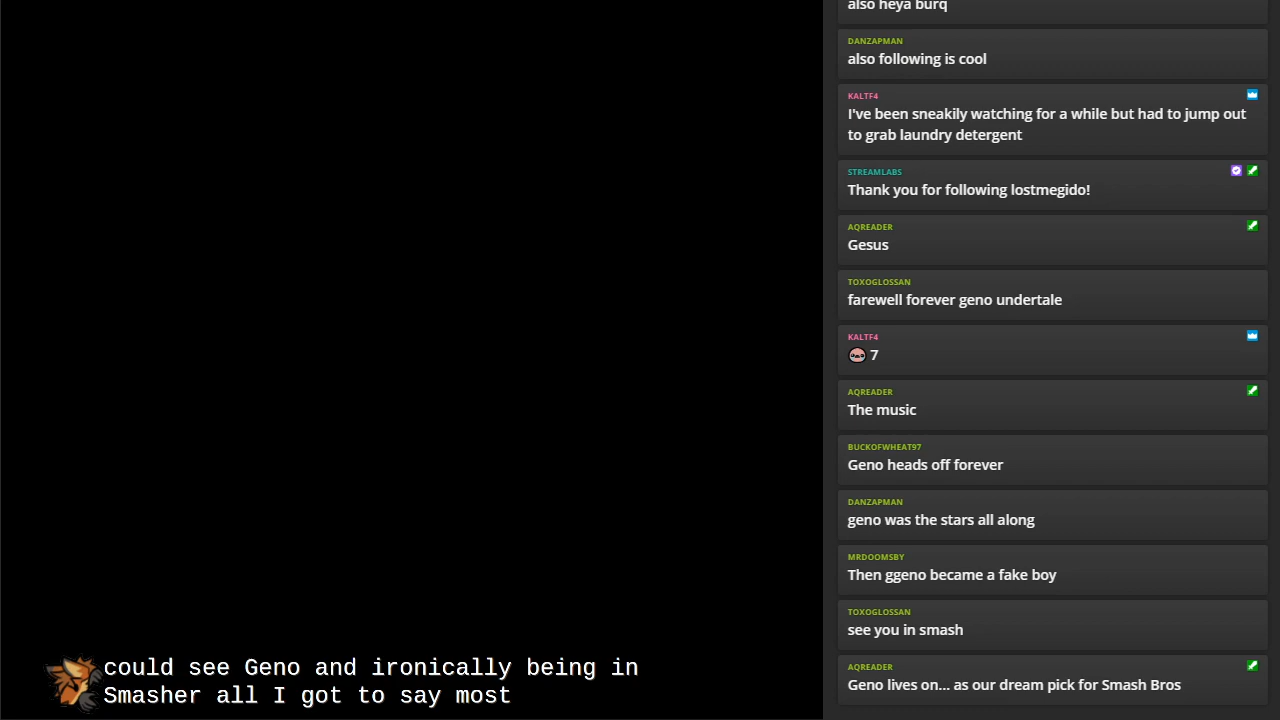 also heya burq
DANZAPMAN
also following is cool
KALTF4
I've been sneakily watching for a while but had to jump out
to grab laundry detergent
STREAMLABS
Thank you for following lostmegido!
AQREADER
Gesus
TOXOGLOSSAN
farewell forever geno undertale
KALTF4
7
AQREADER
The music
BUCKOFWHEAT97
Geno heads off forever
DANZAPMAN
geno was the stars all along
MRDOOMSBY
Then ggeno became a fake boy
TOXOGLOSSAN
see you in smash
AQREADER
Geno lives on... as our dream pick for Smash Bros
could see Geno and ironically being in
Smasher all I got to say most